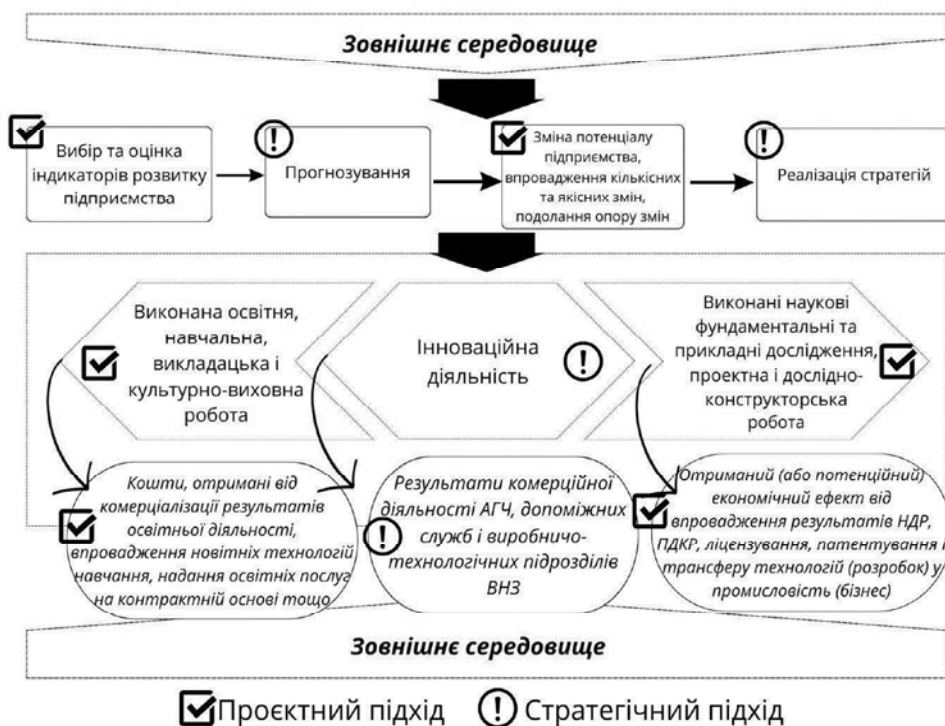 Зовнішнє середовище
Вибір та оцінка
індикаторів розвитку
підприємства
Прогнозування
Зміна потенціалу
підприємства,
впровадження кількісних
та якісних змін,
подолання опору змін
Реалізація стратегій
Виконана освітня,
навчальна,
викладацька і
культурно-виховна
робота
Інноваційна
діяльність
Виконані наукові
фундаментальні та
прикладні дослідження,
проектна і дослідно-
конструкторська
робота
Кошти, отримані від
комерціалізації результатів
освітньої діяльності,
впровадження новітніх технологій
навчання, надання освітніх послуг
на контрактній основі тощо
Результати комерційної
діяльності АГЧ, допоміжних
служб і виробничо-
технологічних підрозділів
ВНЗ
Отриманий (або потенційний)
економічний ефект від
впровадження результатів НДР,
ПДКР, ліцензування, патентування і
трансферу технологій (розробок) у
промисловість (бізнес)
Зовнішнє середовище
Проєктний підхід
Стратегічний підхід